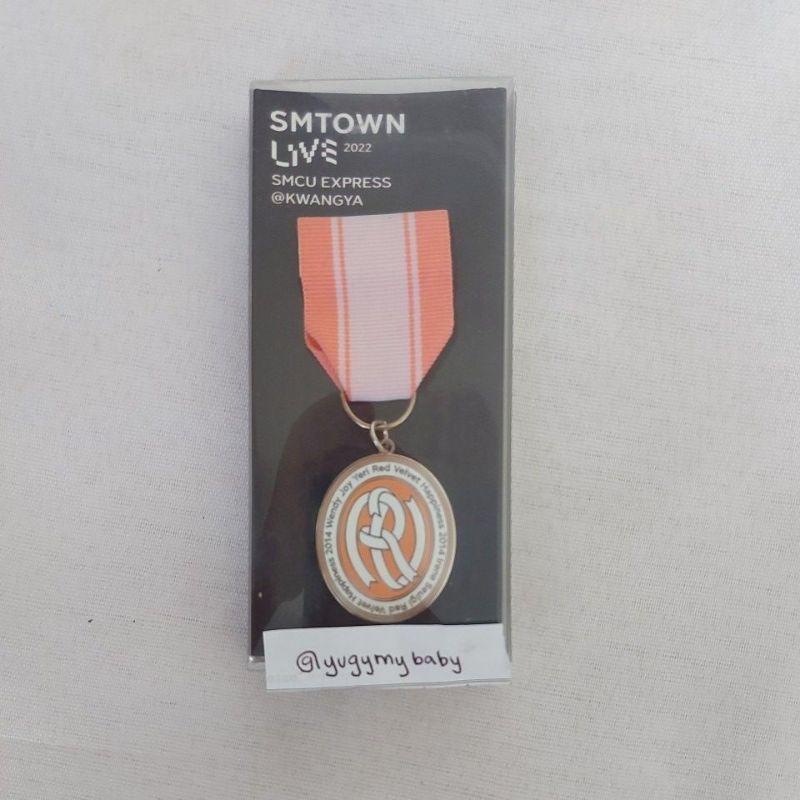 SMTOWN
LIVE 2022
SMCU EXPRESS
@KWANGYA
Wendy Joy Yeri Red Velvet Happiness 2014 Irene Seulgi Red Velvet Happiness 2014
R
@yugymybaby